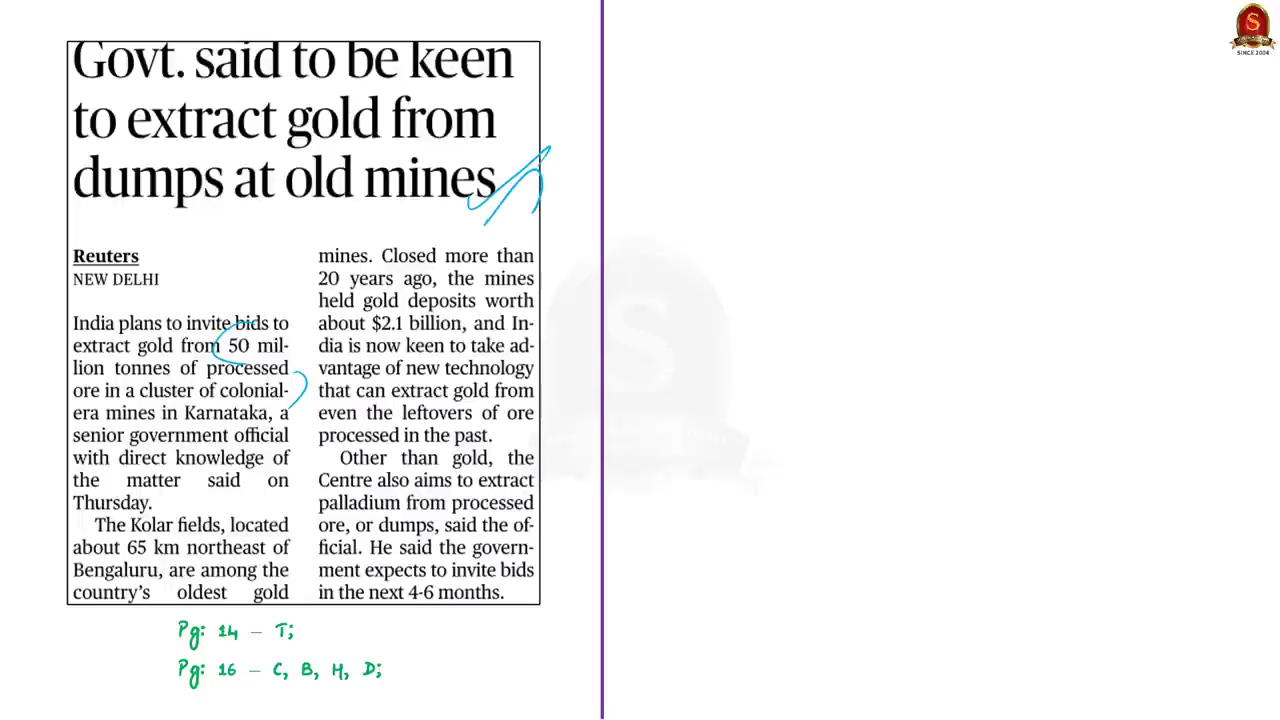 Govt. said to be keen
to extract gold from
dumps at old mines
Reuters
NEW DELHI
India plans to invite bids to
extract gold from 50 mil-
lion tonnes of processed
ore in a cluster of colonial-
era mines in Karnataka, a
senior government official
with direct knowledge of
the matter said on
Thursday.
The Kolar fields, located
about 65 km northeast of
Bengaluru, are among the
country's oldest gold
mines. Closed more than
20 years ago, the mines
held gold deposits worth
about $2.1 billion, and In-
dia is now keen to take ad-
vantage of new technology
that can extract gold from
even the leftovers of ore
processed in the past.
Other than gold, the
Centre also aims to extract
palladium from processed
ore, or dumps, said the of-
ficial. He said the govern-
ment expects to invite bids
in the next 4-6 months.
Pg: 14 - T;
Pg: 16 - C, B, H, D;
S
SINCE 2004